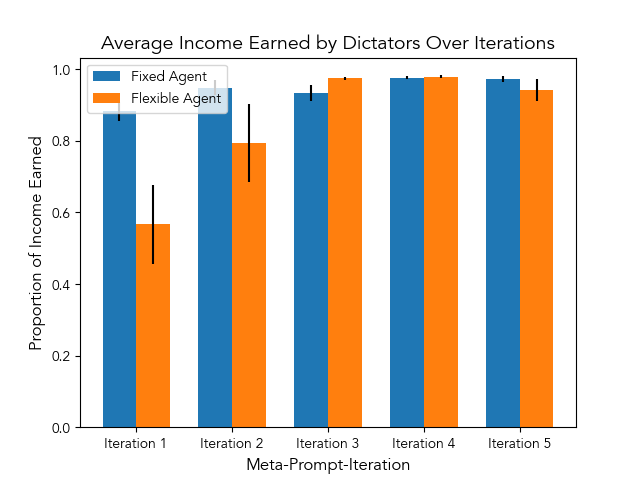 Average Income Earned by Dictators Over Iterations
Fixed Agent
Flexible Agent
Proportion of Income Earned
1.0
0.8
0.6
0.4
0.2
0.0
Iteration 1 Iteration 2 Iteration 3 Iteration 4 Iteration 5
Meta-Prompt-Iteration